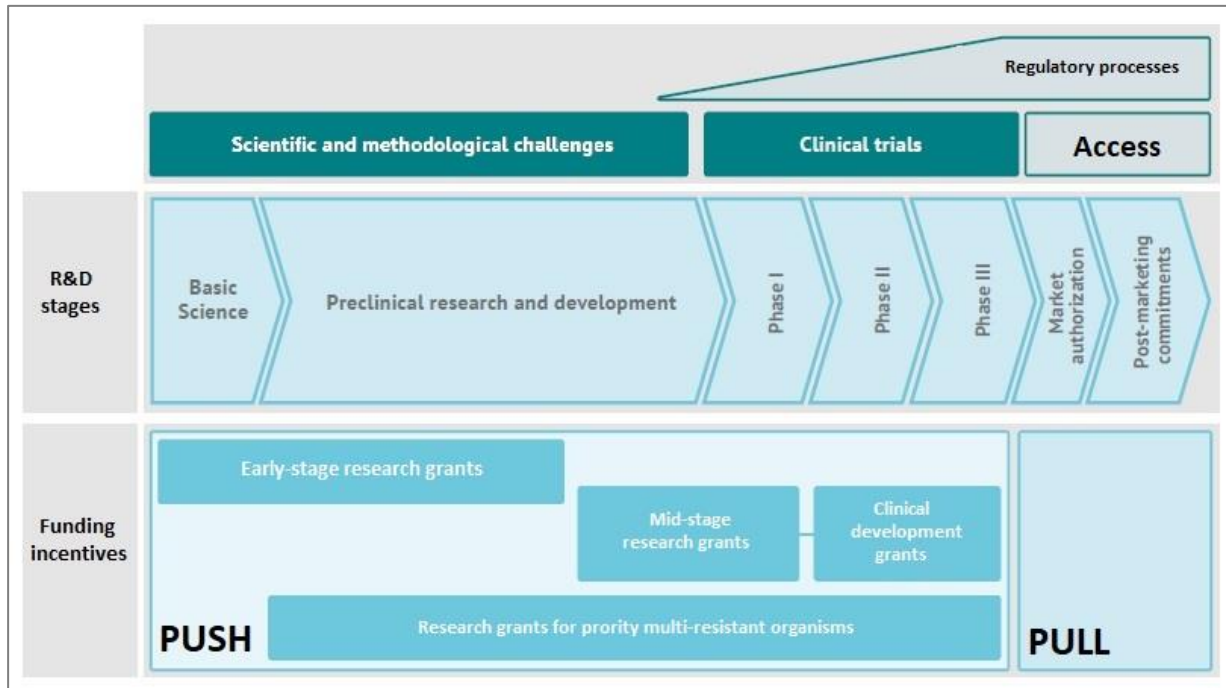 Regulatory processes
Scientific and methodological challenges
Clinical trials
Access
R&D
stages
Basic
Science
Preclinical research and development
Phase I
Phase II
Phase III
Market
authorization
Post-marketing
commitments
Funding
incentives
Early-stage research grants
Mid-stage
research grants
Clinical
development
grants
Research grants for prority multi-resistant organisms
PUSH
PULL